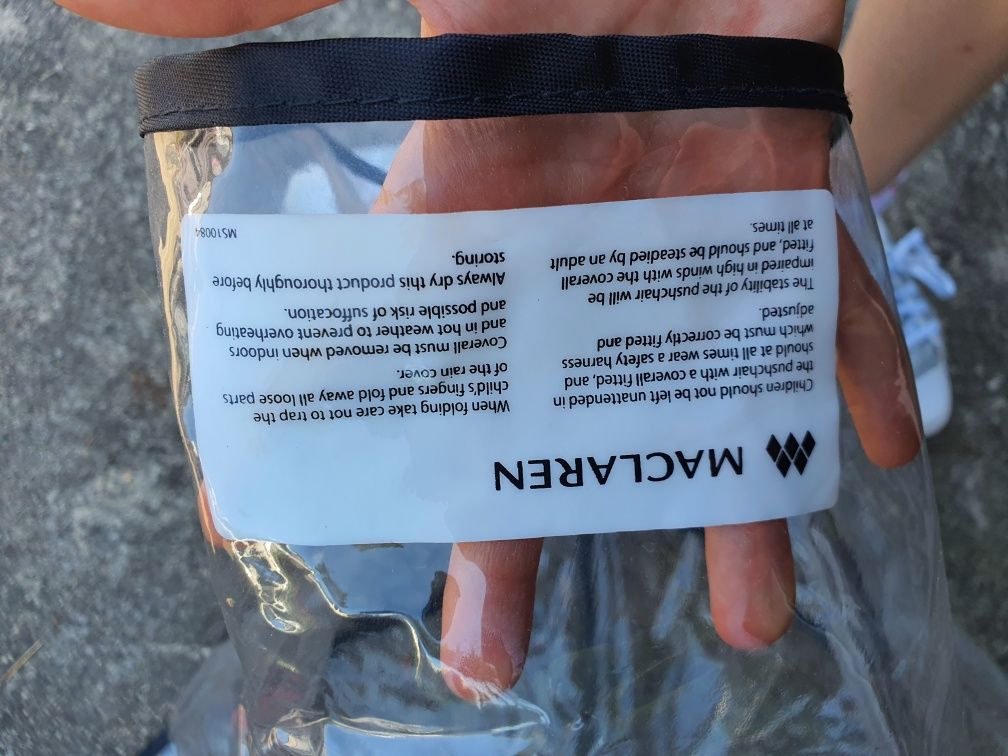 MACLAREN
Children should not be left unattented in
the pushchair with a coverall fitted, and
should at all times wear a safety harness
which must be correctly fitted and
adjusted.
The stability of the pushchair will be
impaired in high winds with the coverall
fitted, and should be steadied by an adult
at all times.
When folding take care not to trap the
child's fingers and fold away all loose parts
of the rain cover.
Coverall must be removed when indoors
and in hot weather to prevent overheating
and possible risk of suffocation.
Always dry this product thoroughly before
storing.
MS10084